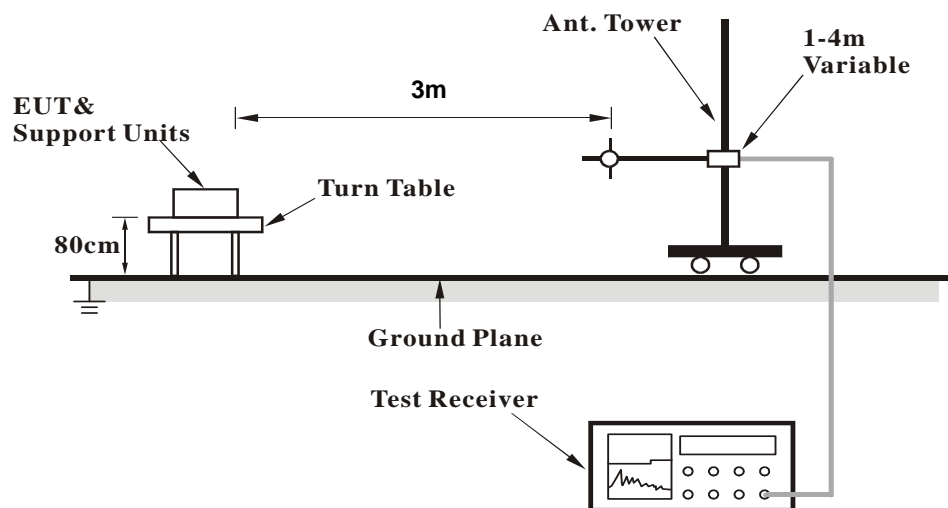 Ant. Tower
1-4m
Variable
3m
EUT&
Support Units
Turn Table
80cm
Ground Plane
Test Receiver